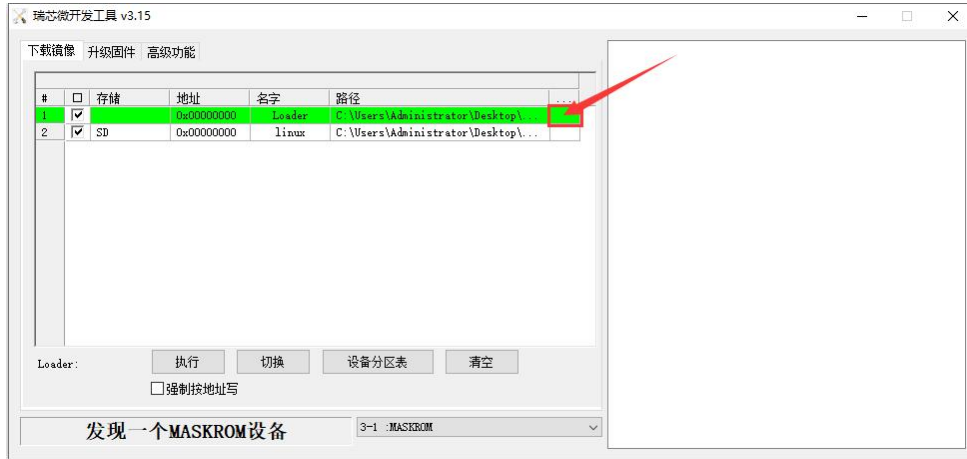 瑞芯微开发工具 v3.15
下载镜像 升级固件 高级功能
# 存储 地址 名字 路径 ...
1 0x00000000 Loader C:\Users\Administrator\Desktop\...
2 SD 0x00000000 linux C:\Users\Administrator\Desktop\...
Loader: 执行 切换 设备分区表 清空
强制按地址写
发现一个MASKROM设备 3-1 :MASKROM